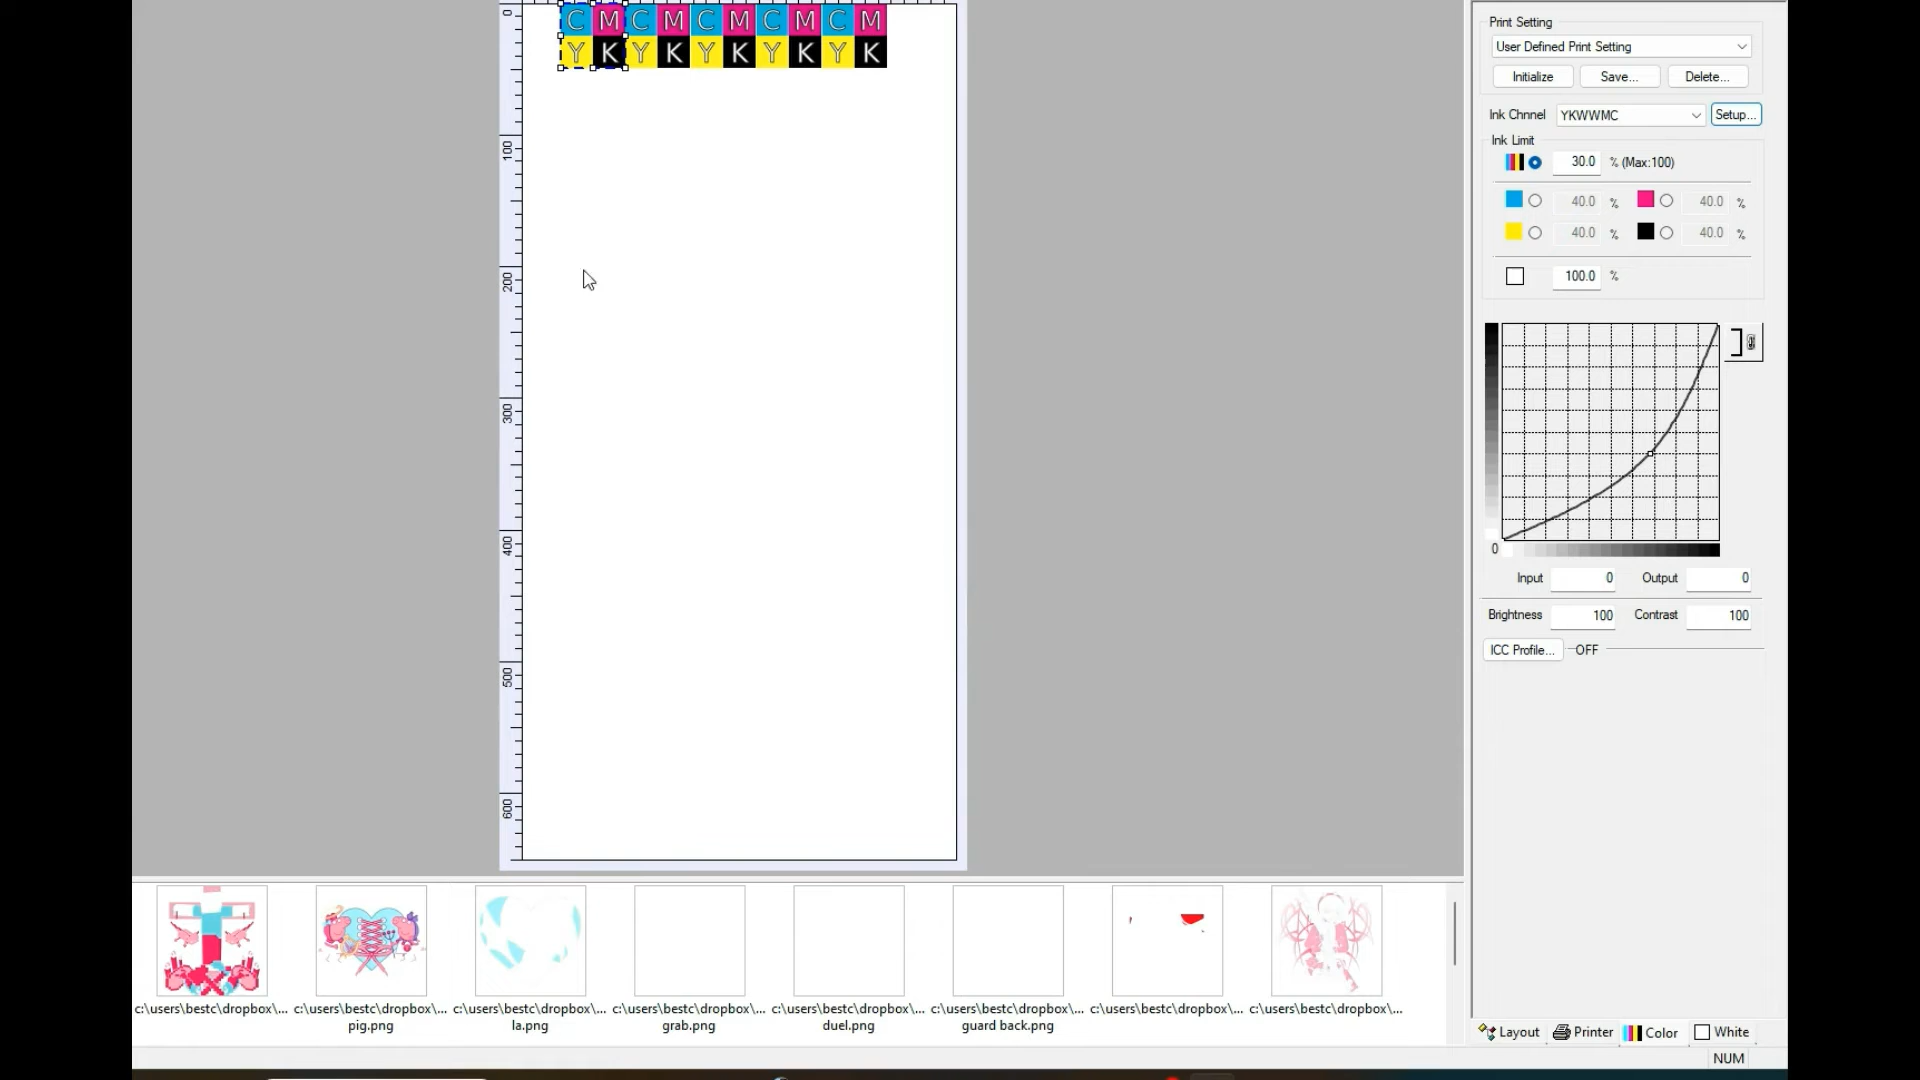 0
C M C M C M C M C M
Y K Y K Y K Y K Y K
100
200
300
400
500
600
Print Setting
User Defined Print Setting
Initialize Save... Delete...
Ink Chnnel YKWWMC Setup...
Ink Limit
30.0 % (Max:100)
40.0 % 40.0 %
40.0 % 40.0 %
100.0 %
0
Input 0 Output 0
Brightness 100 Contrast 100
ICC Profile... OFF
c:\users\bestc\dropbox\...
c:\users\bestc\dropbox\...
pig.png
c:\users\bestc\dropbox\...
la.png
c:\users\bestc\dropbox\...
grab.png
c:\users\bestc\dropbox\...
duel.png
c:\users\bestc\dropbox\...
guard back.png
c:\users\bestc\dropbox\...
c:\users\bestc\dropbox\...
Layout Printer Color White
NUM